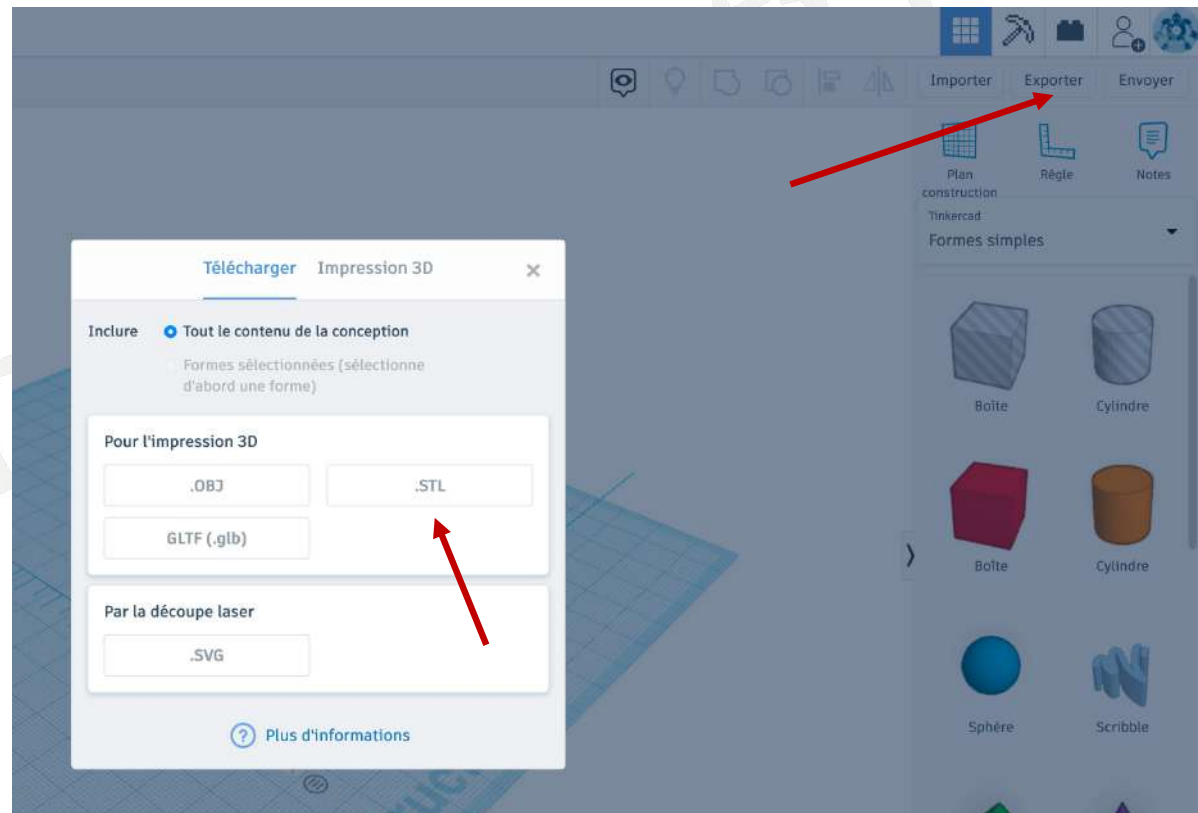 Importer Exporter Envoyer
Plan construction
Règle
Notes
Tinkercad
Formes simples
Télécharger Impression 3D
Inclure Tout le contenu de la conception
Formes sélectionnées (sélectionne
d'abord une forme)
Pour l'impression 3D
.OBJ .STL
GLTF (.glb)
Par la découpe laser
.SVG
Plus d'informations
Boîte Cylindre
Boîte Cylindre
Sphère Scribble